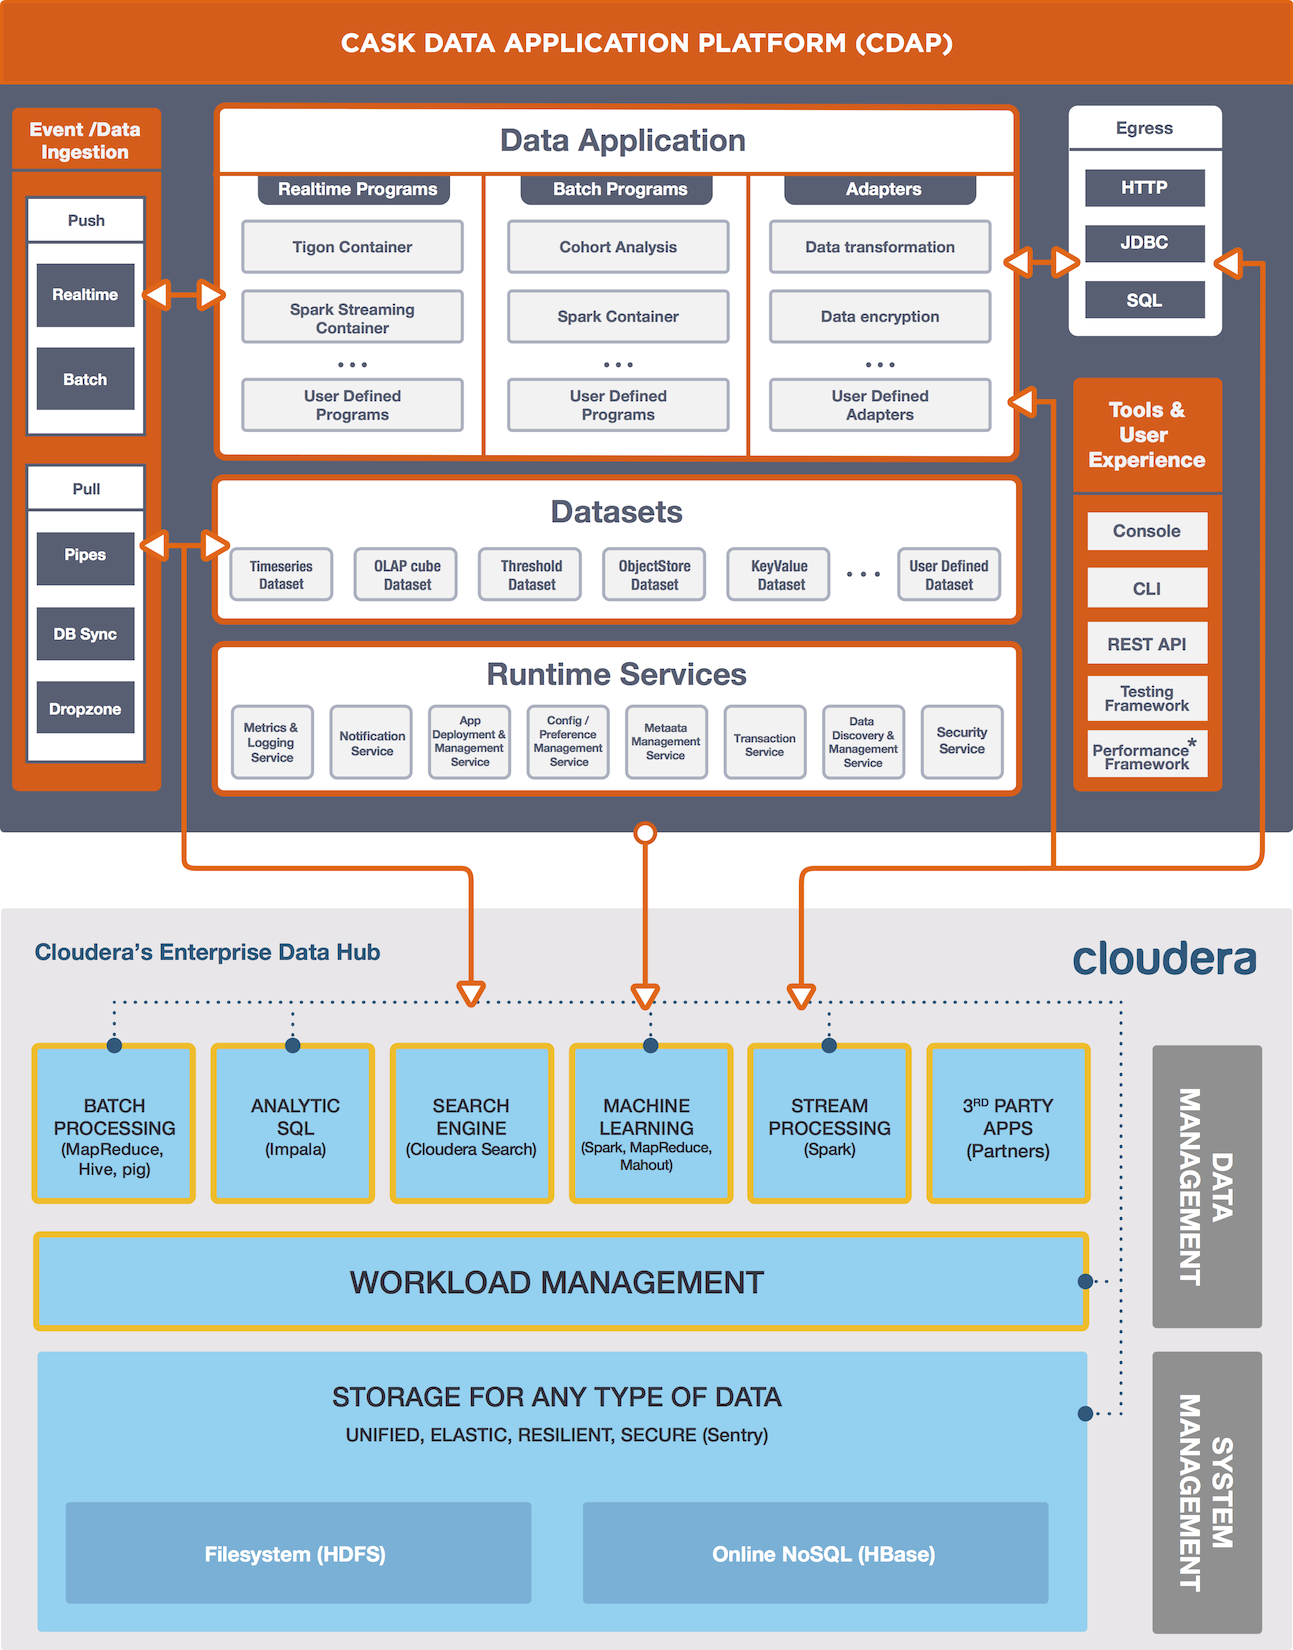 CASK DATA APPLICATION PLATFORM (CDAP)
Event /Data
Ingestion
Push
Realtime
Batch
Pull
Pipes
DB Sync
Dropzone
Data Application
Realtime Programs
Tigon Container
Spark Streaming
Container
...
User Defined
Programs
Batch Programs
Cohort Analysis
Spark Container
...
User Defined
Programs
Adapters
Data transformation
Data encryption
...
User Defined
Adapters
Egress
HTTP
JDBC
SQL
Tools &
User
Experience
Console
CLI
REST API
Testing
Framework
Performance*
Framework
Datasets
Timeseries
Dataset
OLAP cube
Dataset
Threshold
Dataset
ObjectStore
Dataset
KeyValue
Dataset
...
User Defined
Dataset
Runtime Services
Metrics &
Logging
Service
Notification
Service
App
Deployment &
Management
Service
Config /
Preference
Management
Service
Metaata
Management
Service
Transaction
Service
Data
Discovery &
Management
Service
Security
Service
Cloudera’s Enterprise Data Hub
cloudera
BATCH
PROCESSING
(MapReduce,
Hive, pig)
ANALYTIC
SQL
(Impala)
SEARCH
ENGINE
(Cloudera Search)
MACHINE
LEARNING
(Spark, MapReduce,
Mahout)
STREAM
PROCESSING
(Spark)
3RD PARTY
APPS
(Partners)
WORKLOAD MANAGEMENT
STORAGE FOR ANY TYPE OF DATA
UNIFIED, ELASTIC, RESILIENT, SECURE (Sentry)
Filesystem (HDFS)
Online NoSQL (HBase)
DATA
MANAGEMENT
SYSTEM
MANAGEMENT